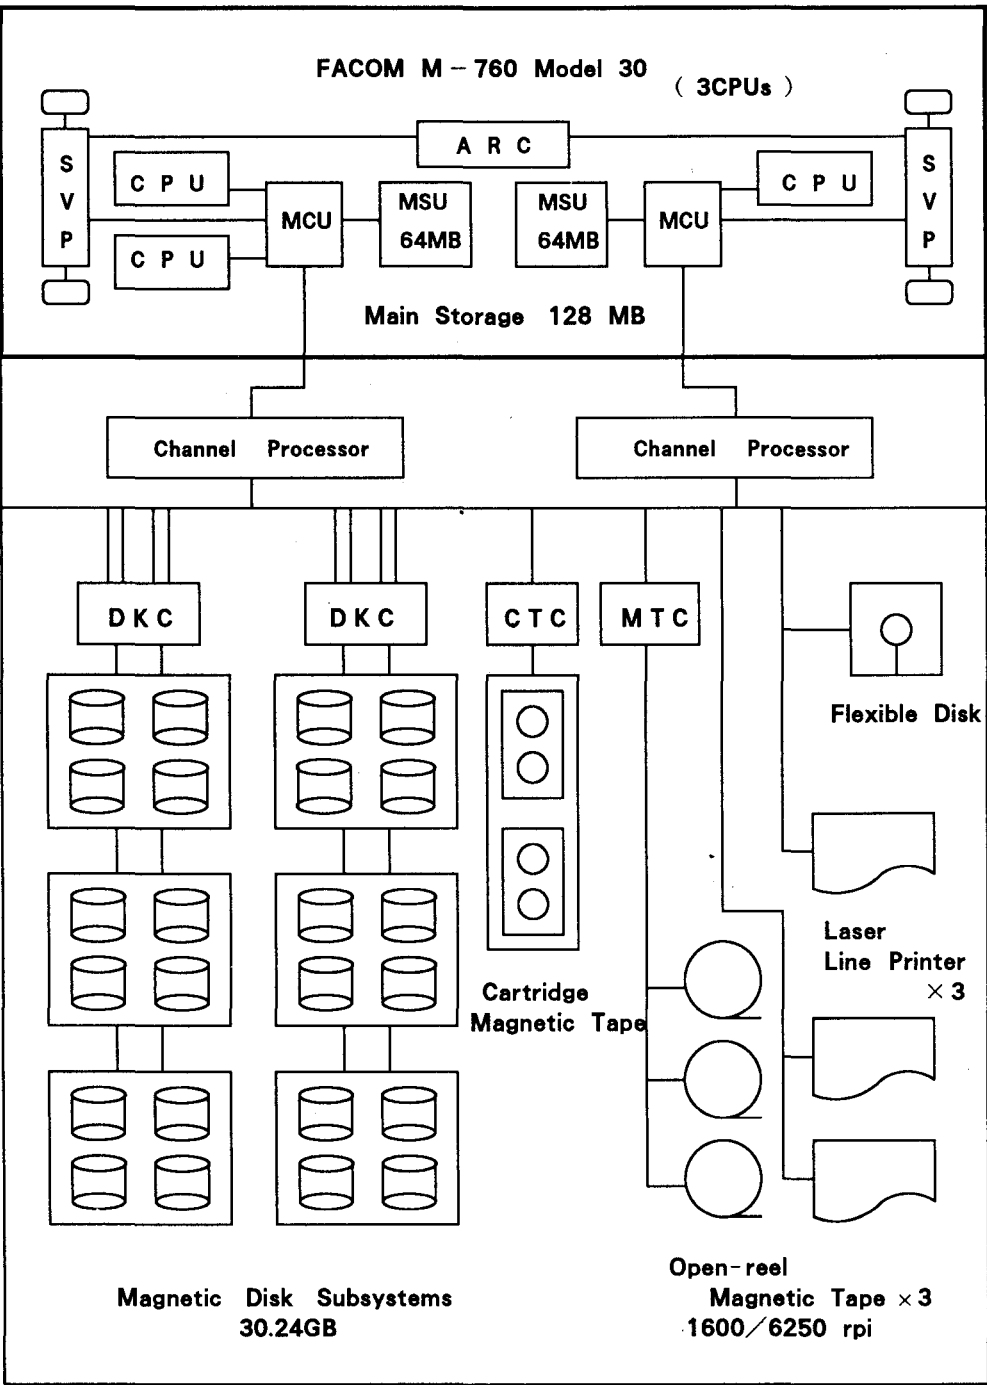 FACOM M-760 Model 30
( 3CPUs )
ARC
SVP
CPU
CPU
MCU
MSU
64MB
MSU
64MB
MCU
CPU
SVP
Main Storage 128 MB
Channel Processor
Channel Processor
DKC
DKC
CTC
MTC
Flexible Disk
Laser
Line Printer
×3
Cartridge
Magnetic Tape
Open-reel
Magnetic Tape ×3
1600/6250 rpi
Magnetic Disk Subsystems
30.24GB